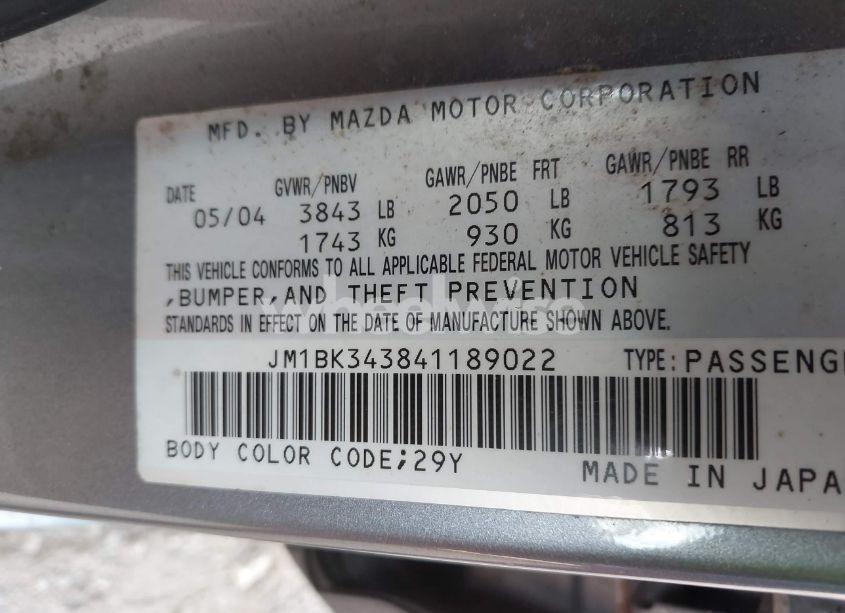 MFD. BY MAZDA MOTOR CORPORATION
DATE GVWR/PNBV GAWR/PNBE FRT GAWR/PNBE RR
05/04 3843 LB 2050 LB 1793 LB
1743 KG 930 KG 813 KG
THIS VEHICLE CONFORMS TO ALL APPLICABLE FEDERAL MOTOR VEHICLE SAFETY
,BUMPER,AND THEFT PREVENTION
STANDARDS IN EFFECT ON THE DATE OF MANUFACTURE SHOWN ABOVE.
JM1BK343841189022 TYPE:PASSENGE
BODY COLOR CODE;29Y
MADE IN JAPA